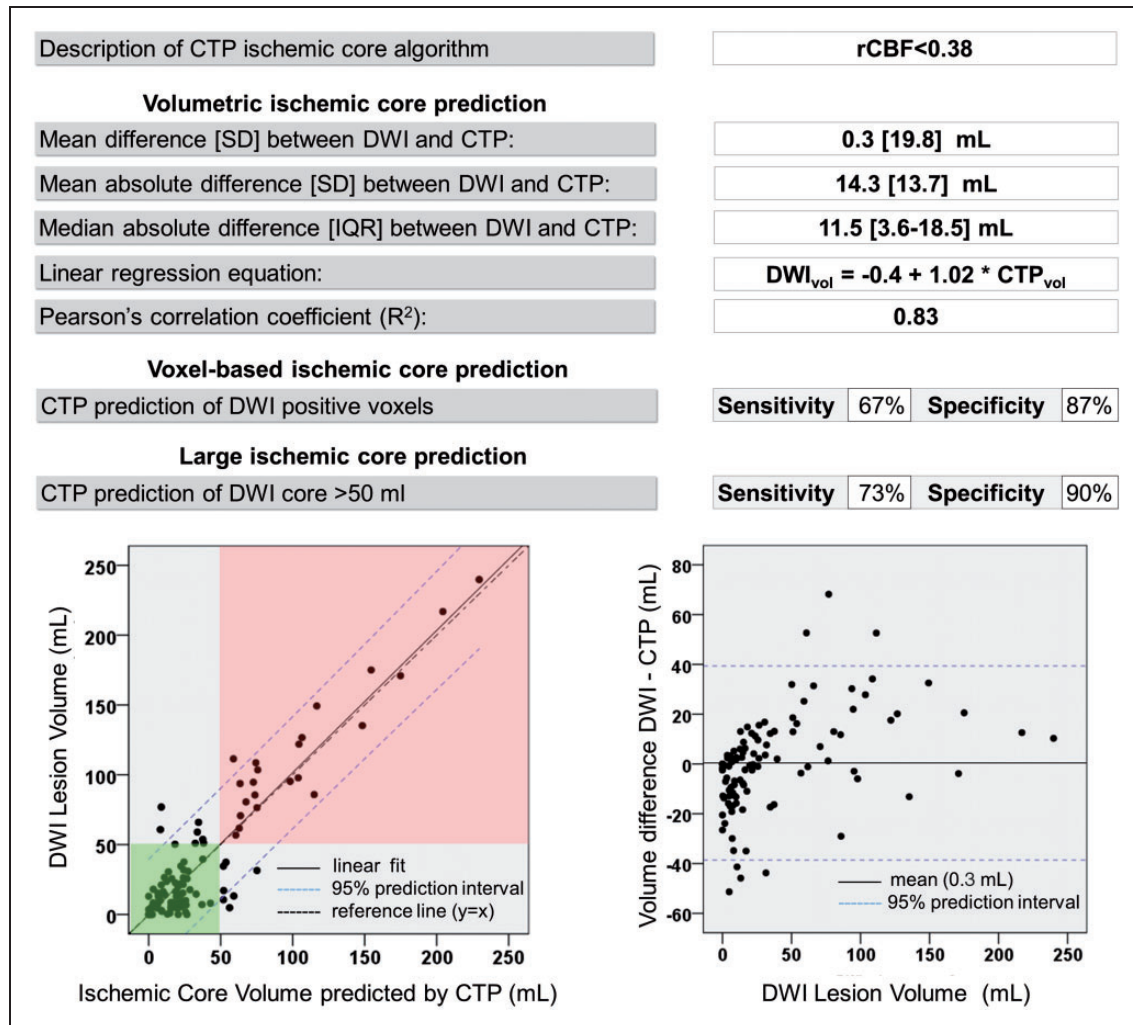 Description of CTP ischemic core algorithm
rCBF<0.38
Volumetric ischemic core prediction
Mean difference [SD] between DWI and CTP:
0.3 [19.8] mL
Mean absolute difference [SD] between DWI and CTP:
14.3 [13.7] mL
Median absolute difference [IQR] between DWI and CTP:
11.5 [3.6-18.5] mL
Linear regression equation:
DWIvol = -0.4 + 1.02 * CTPvol
Pearson's correlation coefficient (R²):
0.83
Voxel-based ischemic core prediction
CTP prediction of DWI positive voxels
Sensitivity 67% Specificity 87%
Large ischemic core prediction
CTP prediction of DWI core >50 ml
Sensitivity 73% Specificity 90%
DWI Lesion Volume (mL)
250
200
150
100
50
0
linear fit
95% prediction interval
reference line (y=x)
0 50 100 150 200 250
Ischemic Core Volume predicted by CTP (mL)
Volume difference DWI - CTP (mL)
80
60
40
20
0
-20
-40
-60
mean (0.3 mL)
95% prediction interval
0 50 100 150 200 250
DWI Lesion Volume (mL)